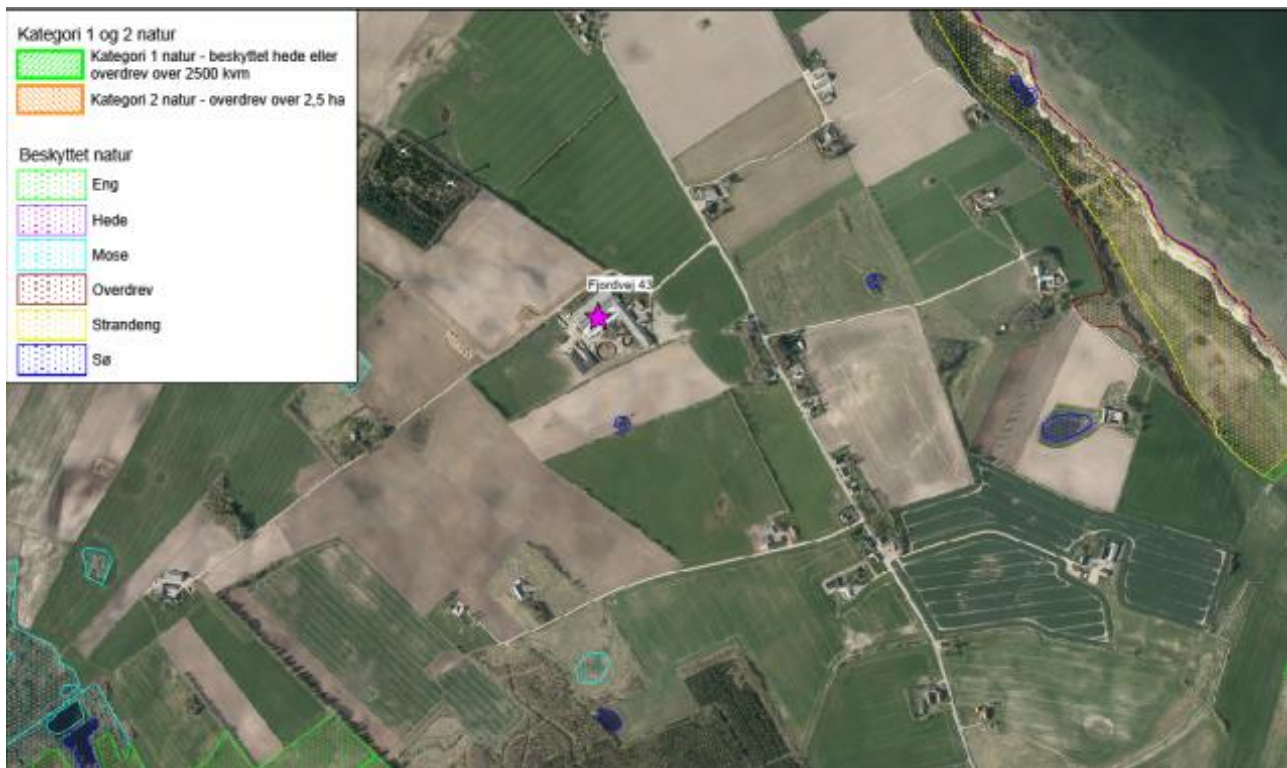 Kategori 1 og 2 natur
Kategori 1 natur - beskyttet hede eller
overdrev over 2500 kvm
Kategori 2 natur - overdrev over 2,5 ha
Beskyttet natur
Eng
Hede
Mose
Overdrev
Strandeng
Sø
Fjordvej 43